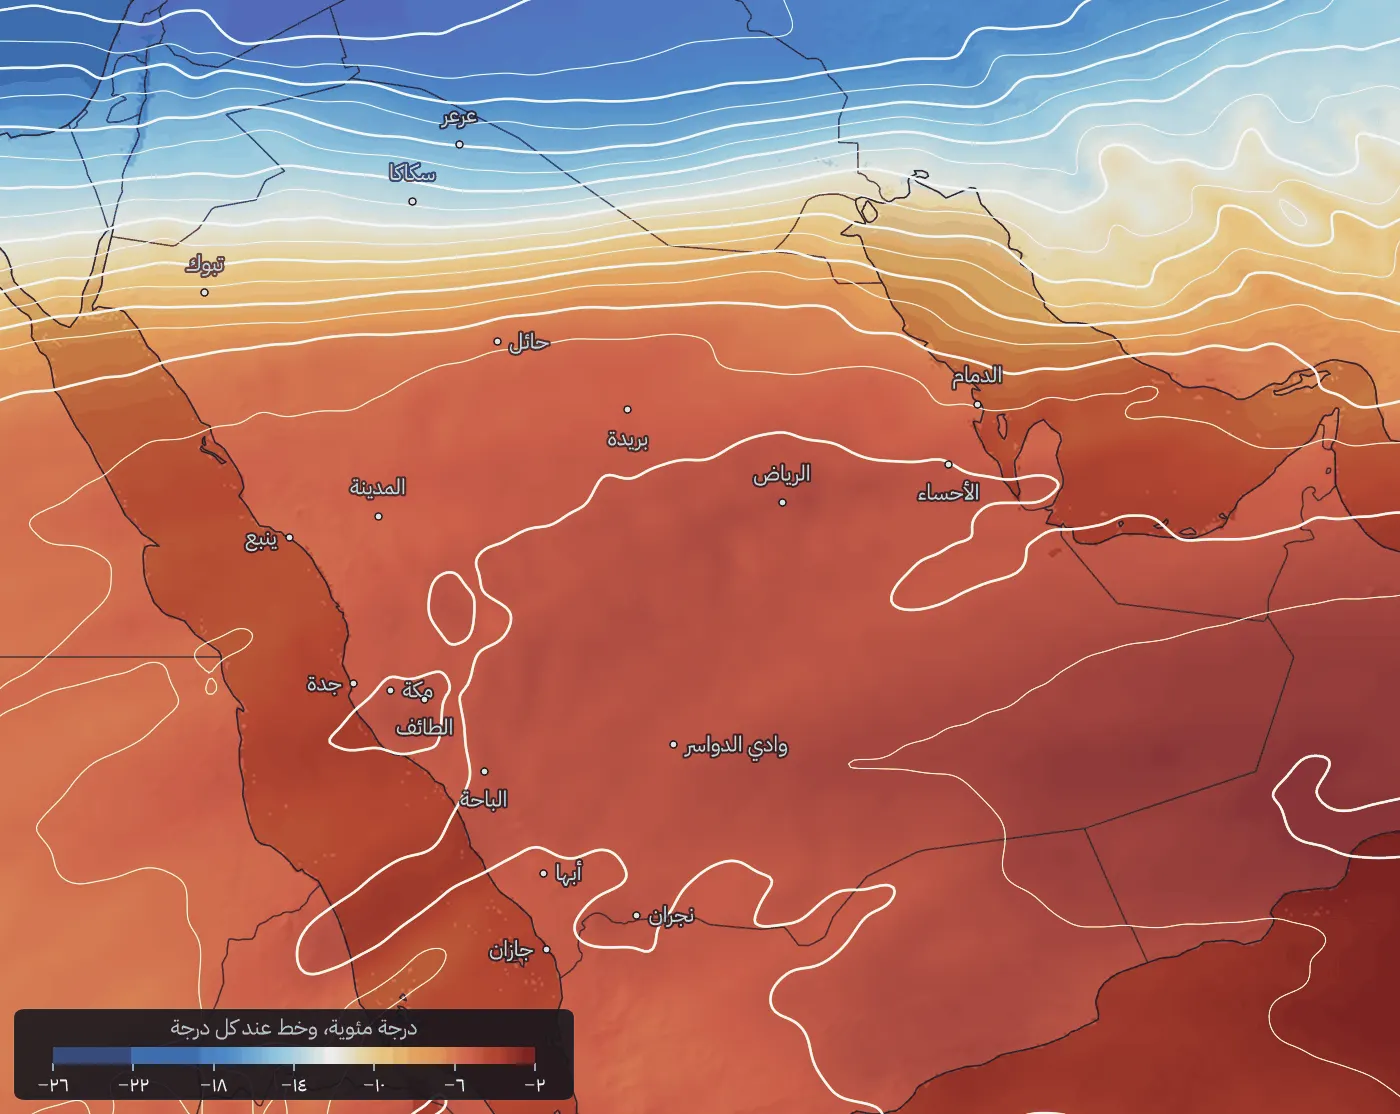 عرعر
سكاكا
تبوك
حائل
الدمام
بريدة
الرياض
المدينة
الأحساء
ينبع
جدة
مكة
الطائف
وادي الدواسر
الباحة
أبها
نجران
جازان
درجة مئوية، وخط عند كل درجة
−٢٦ −٢٢ −١٨ −١٤ −١٠ −٦ −٢